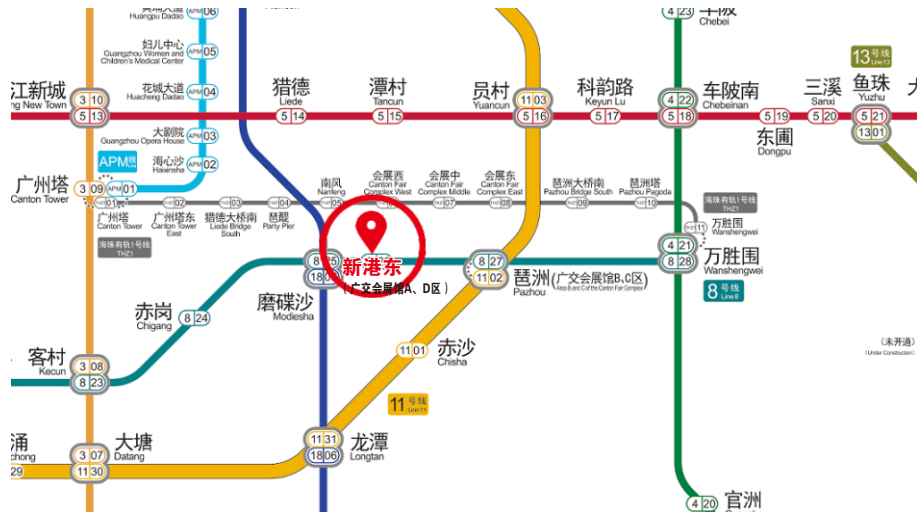 06
Huangpu Dadao
妇儿中心
Guangzhou Women and
Children's Medical Center
APM 05
花城大道
Huacheng Dadao
APM 04
大剧院
Guangzhou Opera House
APM 03
海心沙
Haixinsha
APM 02
APM线
Line
APM 01
江新城
ng New Town
3 10
5 13
猎德
Liede
5 14
潭村
Tancun
5 15
员村
Yuancun
11 03
5 16
科韵路
Keyun Lu
5 17
4 23
车陂
Chebei
4 22
5 18
车陂南
Chebeinan
5 19
东圃
Dongpu
三溪
Sanxi
5 20
13号线
Line 13
鱼珠
Yuzhu
5 21
13 01
广州塔
Canton Tower
3 09
THZ1 01
广州塔
Canton Tower
THZ1 02
广州塔东
Canton Tower
East
THZ1 03
猎德大桥南
Liede Bridge
South
THZ1 04
琶醍
Party Pier
南风
Nanfeng
THZ1 05
会展西
Canton Fair
Complex West
会展中
Canton Fair
Complex Middle
THZ1 07
会展东
Canton Fair
Complex East
THZ1 08
琶洲大桥南
Pazhou Bridge South
THZ1 09
琶洲塔
Pazhou Pagoda
THZ1 10
海珠有轨1号线
THZ1
万胜围
Wanshengwei
THZ1 11
海珠有轨1号线
THZ1
8 25
18 0
磨碟沙
Modiesha
新港东
(广交会展馆A、D区)
8 27
11 02
琶洲(广交会展馆B、C区)
Pazhou
Area B and C of the Canton Fair Complex
4 21
8 28
万胜围
Wanshengwei
8号线
Line 8
赤岗
Chigang
8 24
客村
Kecun
3 08
8 23
11 01
赤沙
Chisha
11号线
Line 11
(未开通)
(Under Construction)
涌
chong
29
大塘
Datang
3 07
11 30
11 31
18 06
龙潭
Longtan
4 20
官洲